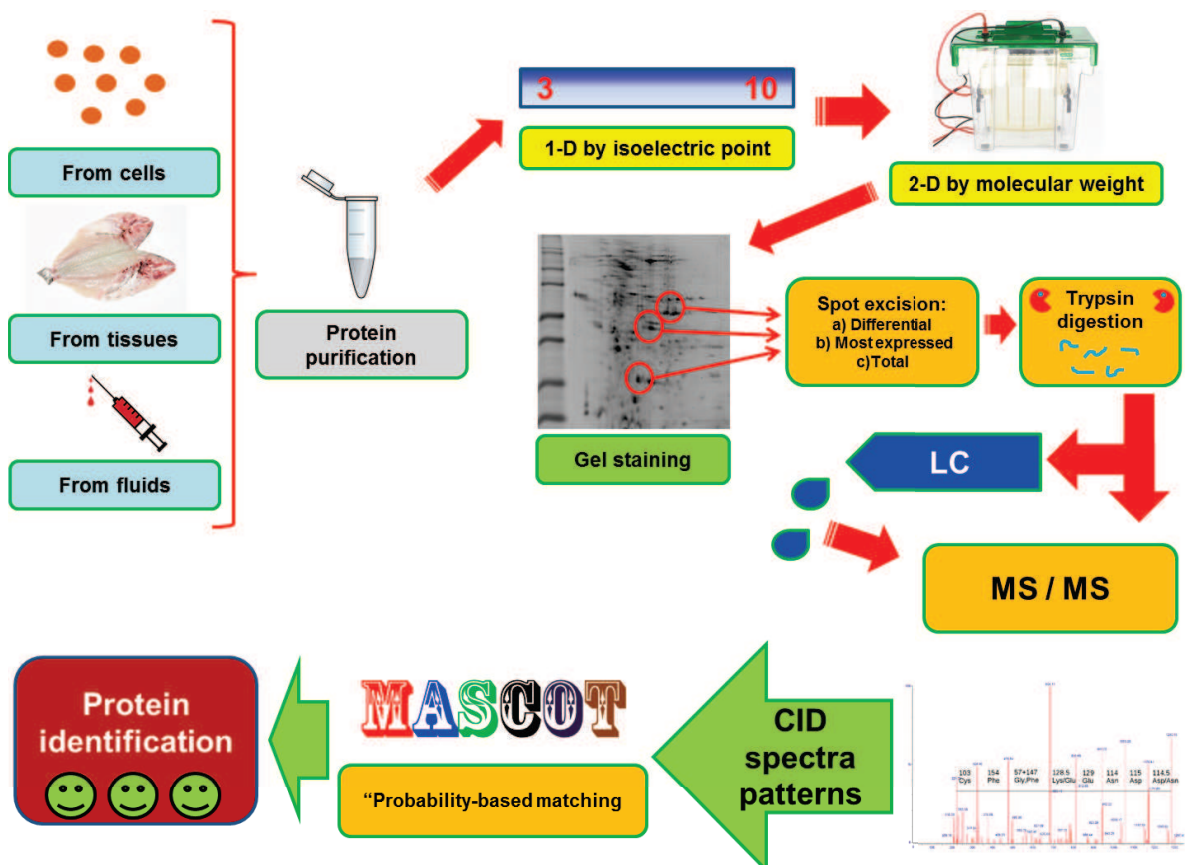 From cells
From tissues
From fluids
Protein
purification
3 10
1-D by isoelectric point
2-D by molecular weight
Gel staining
Spot excision:
a) Differential
b) Most expressed
c)Total
Trypsin
digestion
LC
MS / MS
103 154 57+147 128.5 129 114 115 114.5
Cys Phe Gly,Phe Lys/Glu Glu Asn Asp Asp/Asn
CID
spectra
patterns
MASCOT
“Probability-based matching
Protein
identification